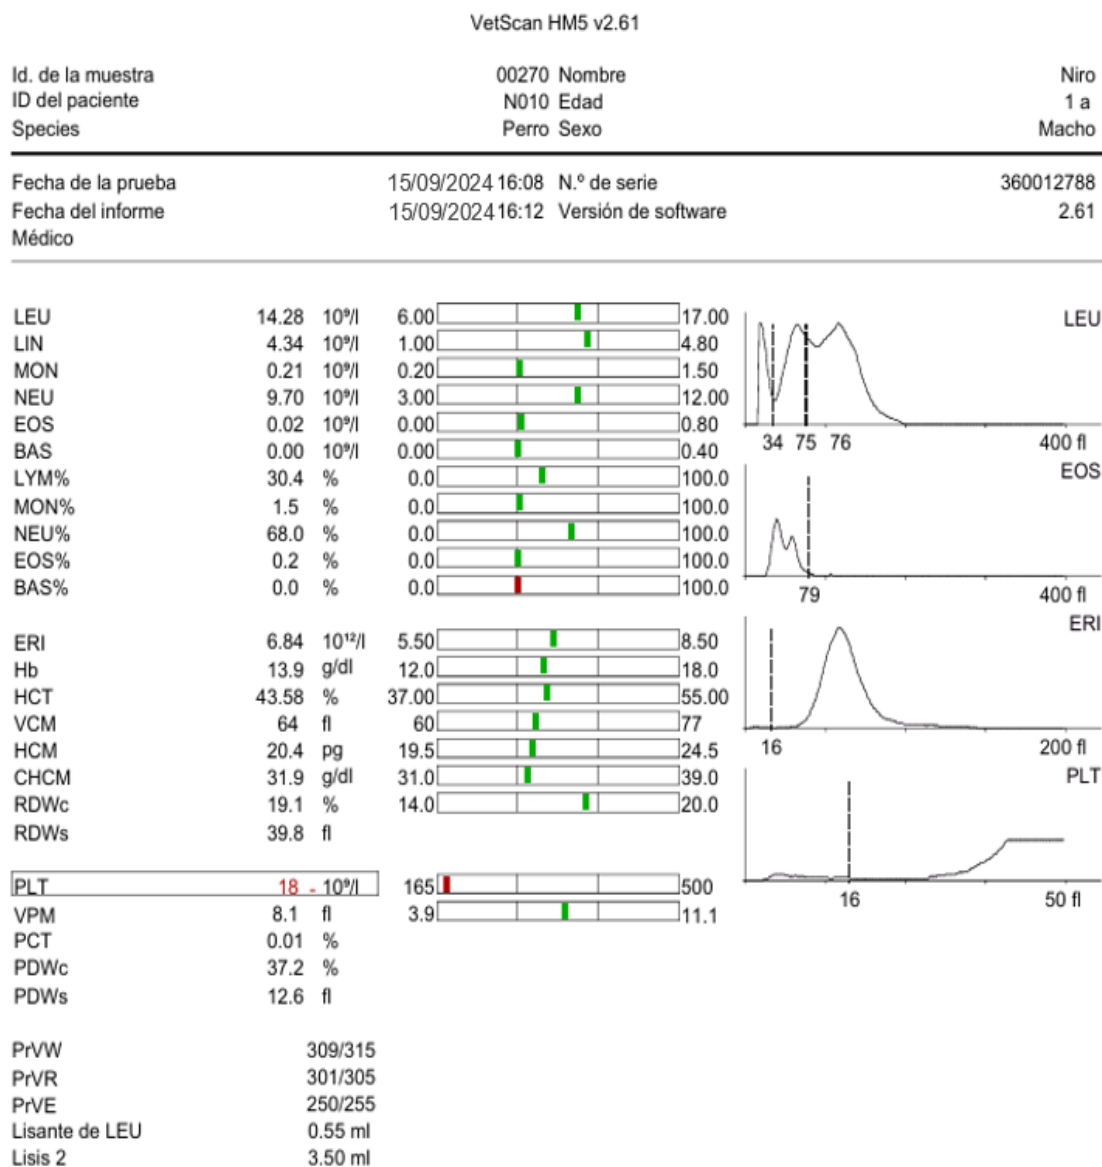 VetScan HM5 v2.61
Id. de la muestra 00270 Nombre Niro
ID del paciente N010 Edad 1 a
Species Perro Sexo Macho
Fecha de la prueba 15/09/2024 16:08 N.º de serie 360012788
Fecha del informe 15/09/2024 16:12 Versión de software 2.61
Médico
LEU 14.28 10⁹/l 6.00 17.00
LIN 4.34 10⁹/l 1.00 4.80
MON 0.21 10⁹/l 0.20 1.50
NEU 9.70 10⁹/l 3.00 12.00
EOS 0.02 10⁹/l 0.00 0.80
BAS 0.00 10⁹/l 0.00 0.40
LYM% 30.4 % 0.0 100.0
MON% 1.5 % 0.0 100.0
NEU% 68.0 % 0.0 100.0
EOS% 0.2 % 0.0 100.0
BAS% 0.0 % 0.0 100.0
ERI 6.84 10¹²/l 5.50 8.50
Hb 13.9 g/dl 12.0 18.0
HCT 43.58 % 37.00 55.00
VCM 64 fl 60 77
HCM 20.4 pg 19.5 24.5
CHCM 31.9 g/dl 31.0 39.0
RDWc 19.1 % 14.0 20.0
RDWs 39.8 fl
PLT 18 - 10⁹/l 165 500
VPM 8.1 fl 3.9 11.1
PCT 0.01 %
PDWc 37.2 %
PDWs 12.6 fl
PrVW 309/315
PrVR 301/305
PrVE 250/255
Lisante de LEU 0.55 ml
Lisis 2 3.50 ml
LEU
34 75 76 400 fl
EOS
79 400 fl
ERI
16 200 fl
PLT
16 50 fl